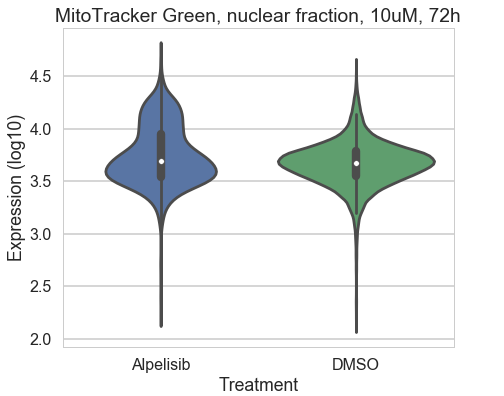 MitoTracker Green, nuclear fraction, 10uM, 72h
Expression (log10)
4.5
4.0
3.5
3.0
2.5
2.0
Alpelisib DMSO
Treatment